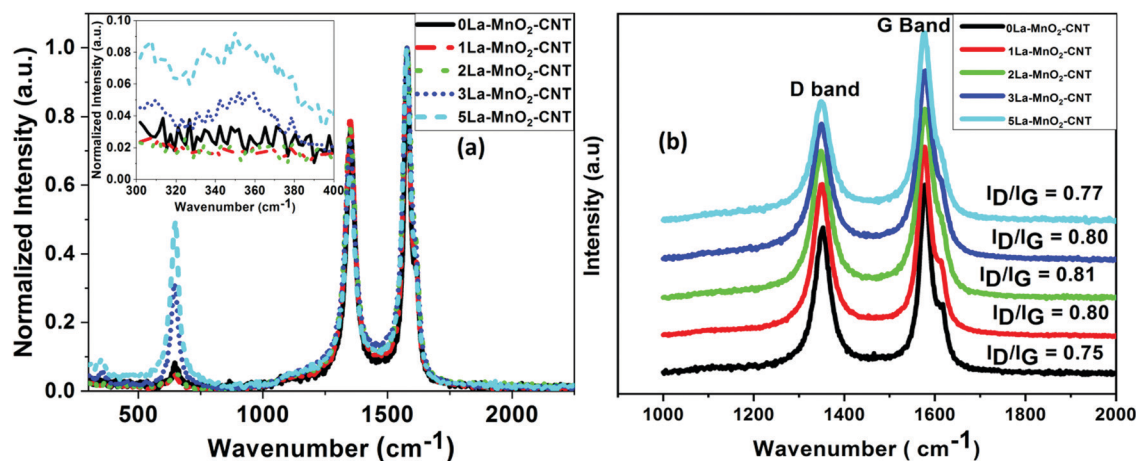 0.10
0.08
0.06
0.04
0.02
0.00
Normalized Intensity (a.u.)
300 320 340 360 380 400
Wavenumber (cm-1)
0La-MnO2-CNT
1La-MnO2-CNT
2La-MnO2-CNT
3La-MnO2-CNT
5La-MnO2-CNT
(a)
1.0
0.8
0.6
0.4
0.2
0.0
Normalized Intensity (a.u.)
500 1000 1500 2000
Wavenumber (cm-1)
G Band
D band
0La-MnO2-CNT
1La-MnO2-CNT
2La-MnO2-CNT
3La-MnO2-CNT
5La-MnO2-CNT
(b)
ID/IG = 0.77
ID/IG = 0.80
ID/IG = 0.81
ID/IG = 0.80
ID/IG = 0.75
Intensity (a.u)
1000 1200 1400 1600 1800 2000
Wavenumber ( cm-1)